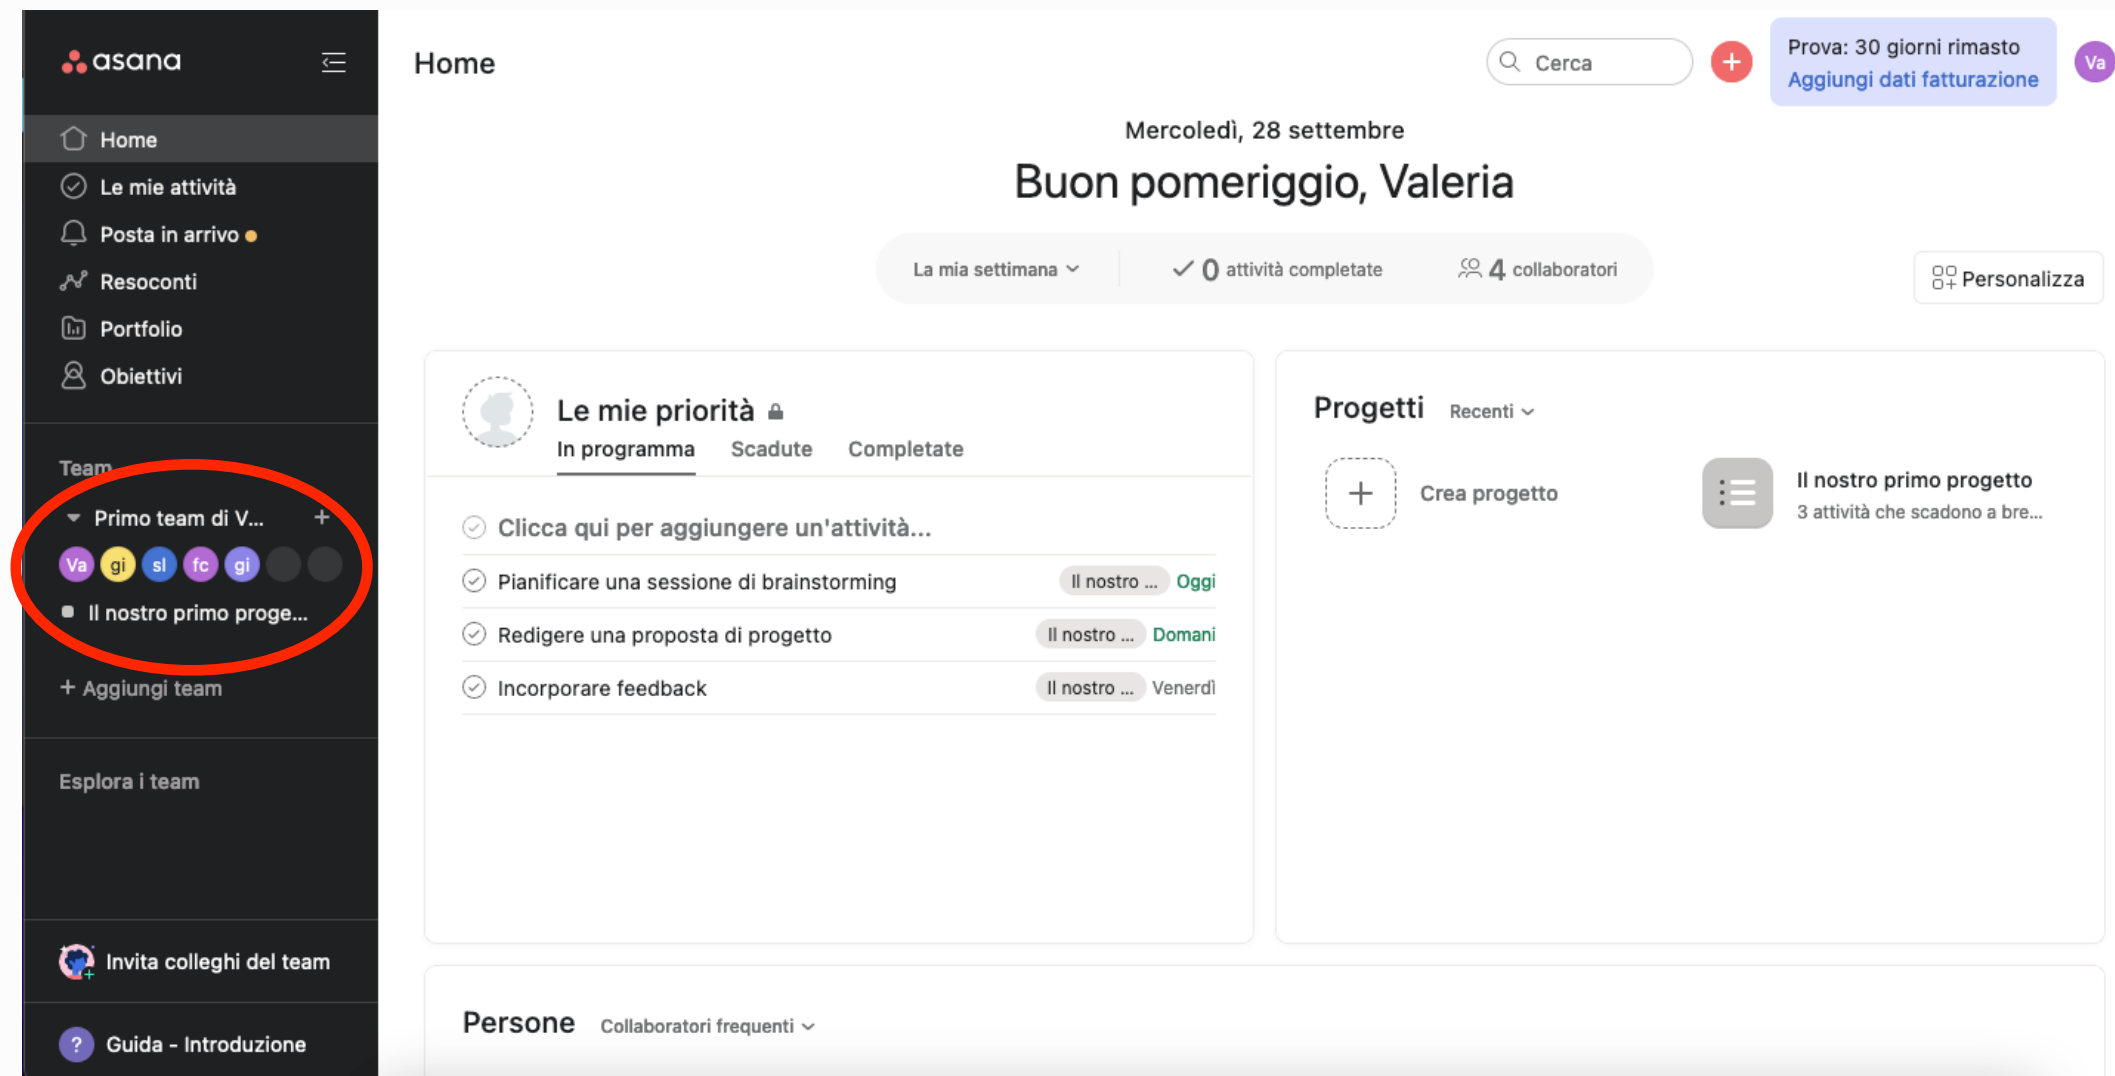 asana
Home
Le mie attività
Posta in arrivo
Resoconti
Portfolio
Obiettivi
Team
Primo team di V... +
Va gi sl fc gi
Il nostro primo proge...
+ Aggiungi team
Esplora i team
Invita colleghi del team
? Guida - Introduzione
Home
Cerca
+
Prova: 30 giorni rimasto
Aggiungi dati fatturazione
Va
Mercoledì, 28 settembre
Buon pomeriggio, Valeria
La mia settimana
0 attività completate
4 collaboratori
Personalizza
Le mie priorità
In programma Scadute Completate
Clicca qui per aggiungere un'attività...
Pianificare una sessione di brainstorming Il nostro ... Oggi
Redigere una proposta di progetto Il nostro ... Domani
Incorporare feedback Il nostro ... Venerdì
Progetti Recenti
+ Crea progetto
Il nostro primo progetto
3 attività che scadono a bre...
Persone Collaboratori frequenti